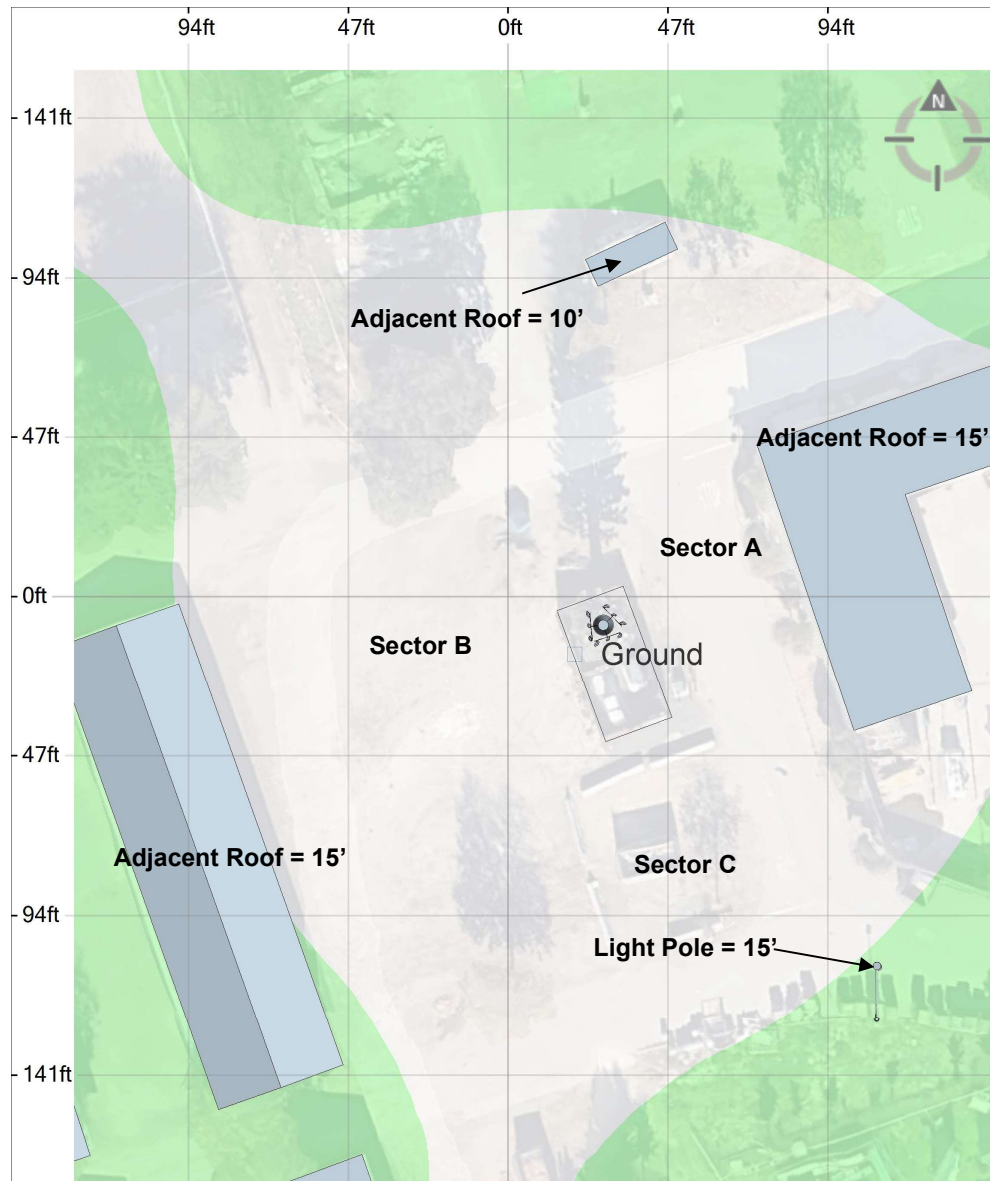 94ft
47ft
0ft
47ft
94ft
141ft
N
94ft
Adjacent Roof = 10’
47ft
Adjacent Roof = 15’
Sector A
0ft
Sector B
Ground
47ft
Adjacent Roof = 15’
Sector C
94ft
Light Pole = 15’
141ft